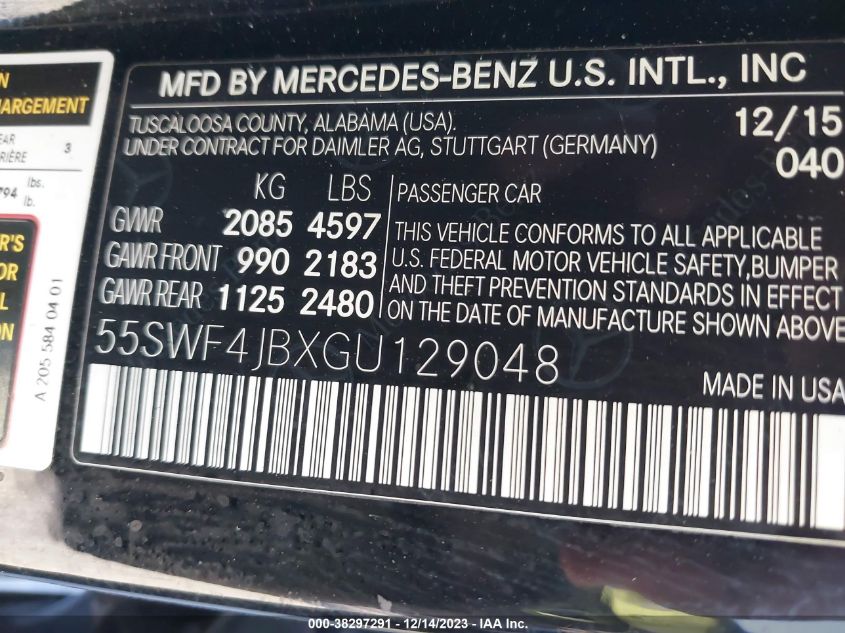 N
HARGEMENT
EAR
RIÈRE 3
794 lbs.
lb.
R'S
OR
L
ON
A 205 584 04 01
MFD BY MERCEDES-BENZ U.S. INTL., INC
TUSCALOOSA COUNTY, ALABAMA (USA). 12/15
UNDER CONTRACT FOR DAIMLER AG, STUTTGART (GERMANY) 040
KG LBS PASSENGER CAR
GVWR 2085 4597
GAWR FRONT 990 2183
GAWR REAR 1125 2480
THIS VEHICLE CONFORMS TO ALL APPLICABLE
U.S. FEDERAL MOTOR VEHICLE SAFETY,BUMPER
AND THEFT PREVENTION STANDARDS IN EFFECT
ON THE DATE OF MANUFACTURE SHOWN ABOVE
55SWF4JBXGU129048
MADE IN USA
000-38297291 - 12/14/2023 - IAA Inc.